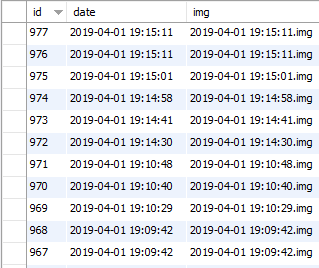 id date img
977 2019-04-01 19:15:11 2019-04-01 19:15:11.img
976 2019-04-01 19:15:11 2019-04-01 19:15:11.img
975 2019-04-01 19:15:01 2019-04-01 19:15:01.img
974 2019-04-01 19:14:58 2019-04-01 19:14:58.img
973 2019-04-01 19:14:41 2019-04-01 19:14:41.img
972 2019-04-01 19:14:30 2019-04-01 19:14:30.img
971 2019-04-01 19:10:48 2019-04-01 19:10:48.img
970 2019-04-01 19:10:40 2019-04-01 19:10:40.img
969 2019-04-01 19:10:29 2019-04-01 19:10:29.img
968 2019-04-01 19:09:42 2019-04-01 19:09:42.img
967 2019-04-01 19:09:42 2019-04-01 19:09:42.img